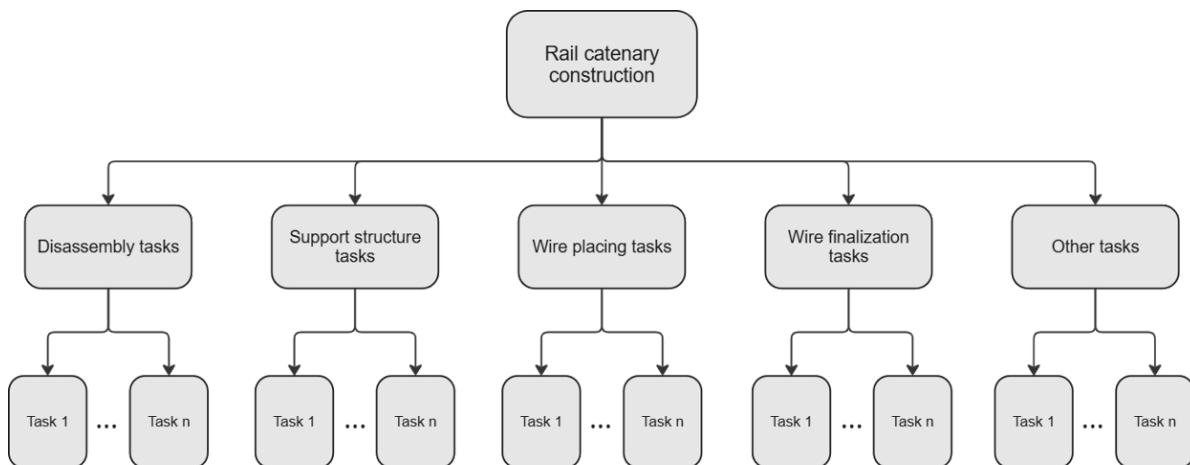 Rail catenary
construction
Disassembly tasks
Support structure
tasks
Wire placing tasks
Wire finalization
tasks
Other tasks
Task 1 ... Task n
Task 1 ... Task n
Task 1 ... Task n
Task 1 ... Task n
Task 1 ... Task n